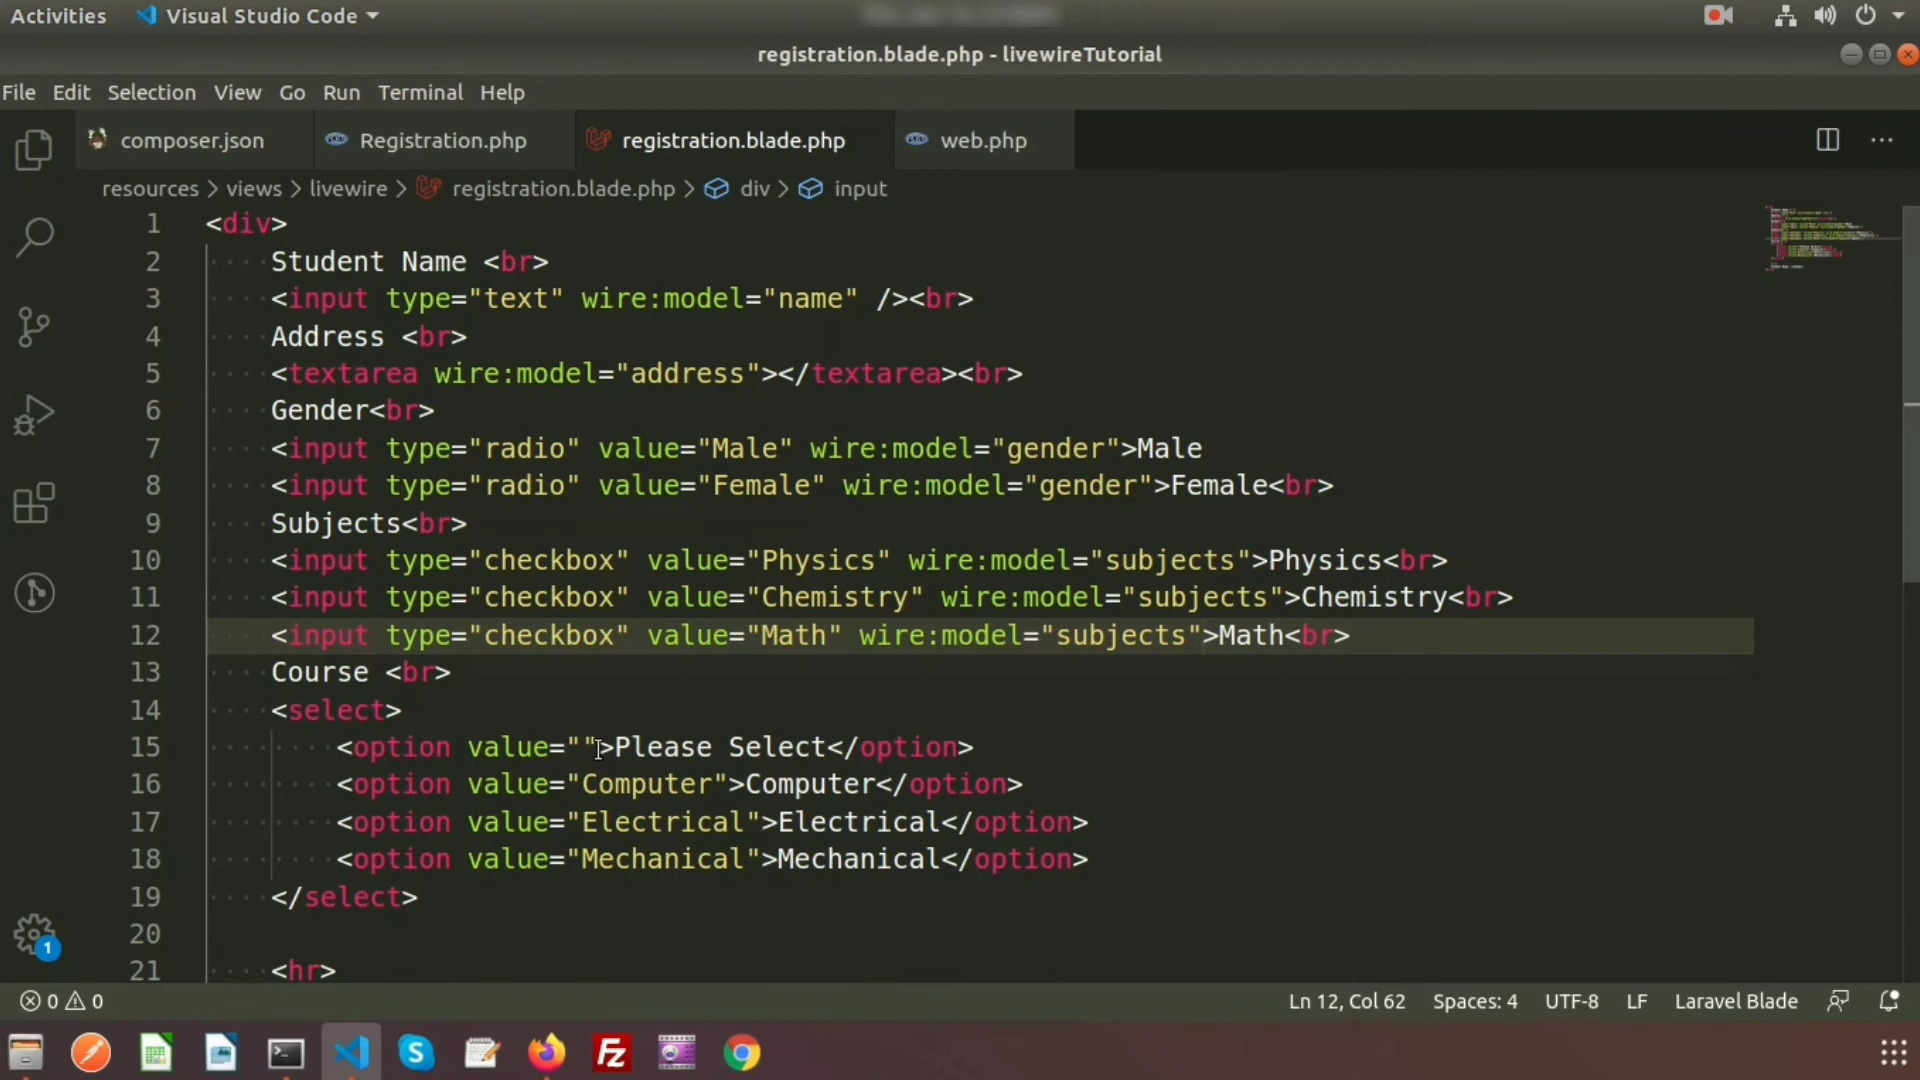 Activities Visual Studio Code
registration.blade.php - livewireTutorial
File Edit Selection View Go Run Terminal Help
composer.json Registration.php registration.blade.php web.php
resources > views > livewire > registration.blade.php > div > input
1 <div>
2 Student Name <br>
3 <input type="text" wire:model="name" /><br>
4 Address <br>
5 <textarea wire:model="address"></textarea><br>
6 Gender<br>
7 <input type="radio" value="Male" wire:model="gender">Male
8 <input type="radio" value="Female" wire:model="gender">Female<br>
9 Subjects<br>
10 <input type="checkbox" value="Physics" wire:model="subjects">Physics<br>
11 <input type="checkbox" value="Chemistry" wire:model="subjects">Chemistry<br>
12 <input type="checkbox" value="Math" wire:model="subjects">Math<br>
13 Course <br>
14 <select>
15 <option value="">Please Select</option>
16 <option value="Computer">Computer</option>
17 <option value="Electrical">Electrical</option>
18 <option value="Mechanical">Mechanical</option>
19 </select>
20
21 <hr>
1
0 0 Ln 12, Col 62 Spaces: 4 UTF-8 LF Laravel Blade
S Fz